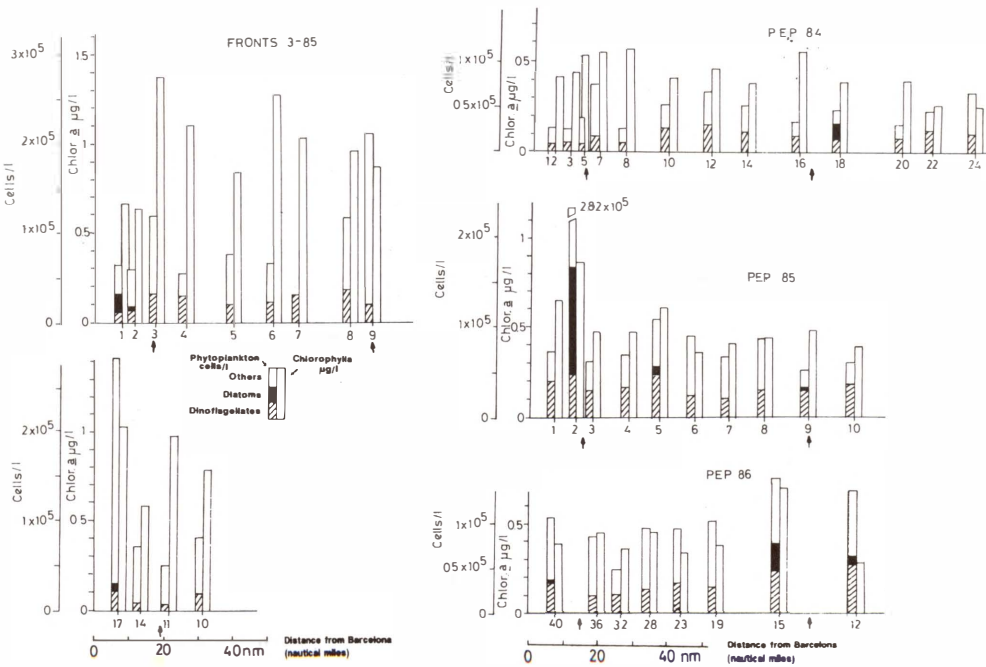 FRONTS 3-85
3x10⁵
2x10⁵
1x10⁵
0
Cells/l
1.5
1
0.5
0
Chlor a µg/l
1 2 3 4 5 6 7 8 9
Phytoplankton cells/l
Chlorophylla µg/l
Others
Diatoms
Dinoflagellates
2x10⁵
1x10⁵
0
Cells/l
1
0.5
0
Chlor a µg/l
17 14 11 10
0 20 40nm
Distance from Barcelona
(nautical miles)
PEP 84
1x10⁵
0.5x10⁵
Cells/l
0.5
0
Chlor a µg/l
12 3 5 7 8 10 12 14 16 18 20 22 24
PEP 85
2.82x10⁵
2x10⁵
1x10⁵
0
Cells/l
1
0.5
0
Chlor a µg/l
1 2 3 4 5 6 7 8 9 10
PEP 86
1x10⁵
0.5x10⁵
0
Cells/l
0.5
0
Chlor. a µg/l
40 36 32 28 23 19 15 12
0 20 40 nm
Distance from Barcelona
(nautical miles)